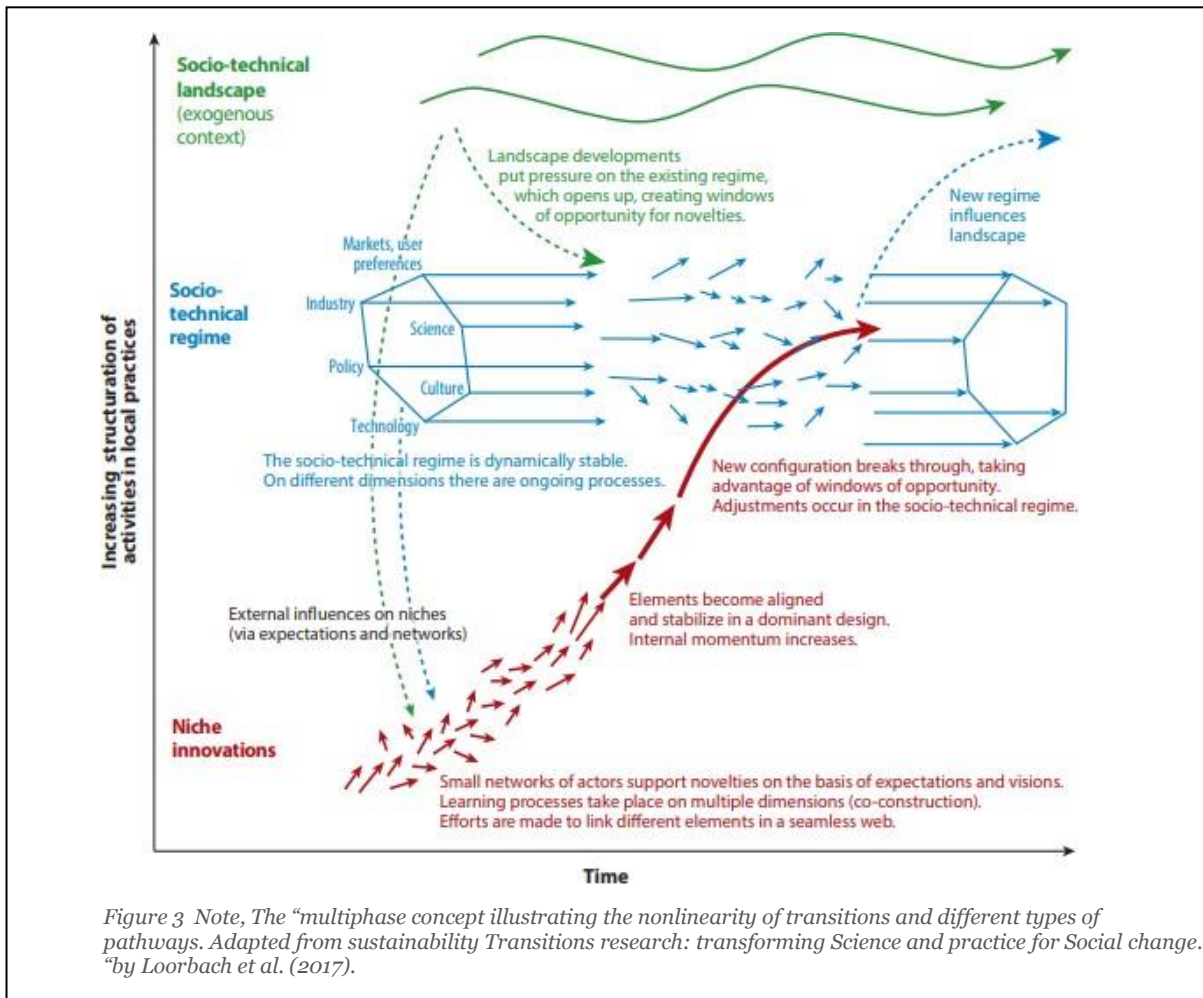 Socio-technical
landscape
(exogenous
context)
Landscape developments
put pressure on the existing regime,
which opens up, creating windows
of opportunity for novelties.
New regime
influences
landscape
Markets, user
preferences
Socio-
technical
regime
Industry
Science
Policy
Culture
Technology
The socio-technical regime is dynamically stable.
On different dimensions there are ongoing processes.
New configuration breaks through, taking
advantage of windows of opportunity.
Adjustments occur in the socio-technical regime.
Increasing structuration of
activities in local practices
External influences on niches
(via expectations and networks)
Elements become aligned
and stabilize in a dominant design.
Internal momentum increases.
Niche
innovations
Small networks of actors support novelties on the basis of expectations and visions.
Learning processes take place on multiple dimensions (co-construction).
Efforts are made to link different elements in a seamless web.
Time
Figure 3 Note, The “multiphase concept illustrating the nonlinearity of transitions and different types of
pathways. Adapted from sustainability Transitions research: transforming Science and practice for Social change.
“by Loorbach et al. (2017).